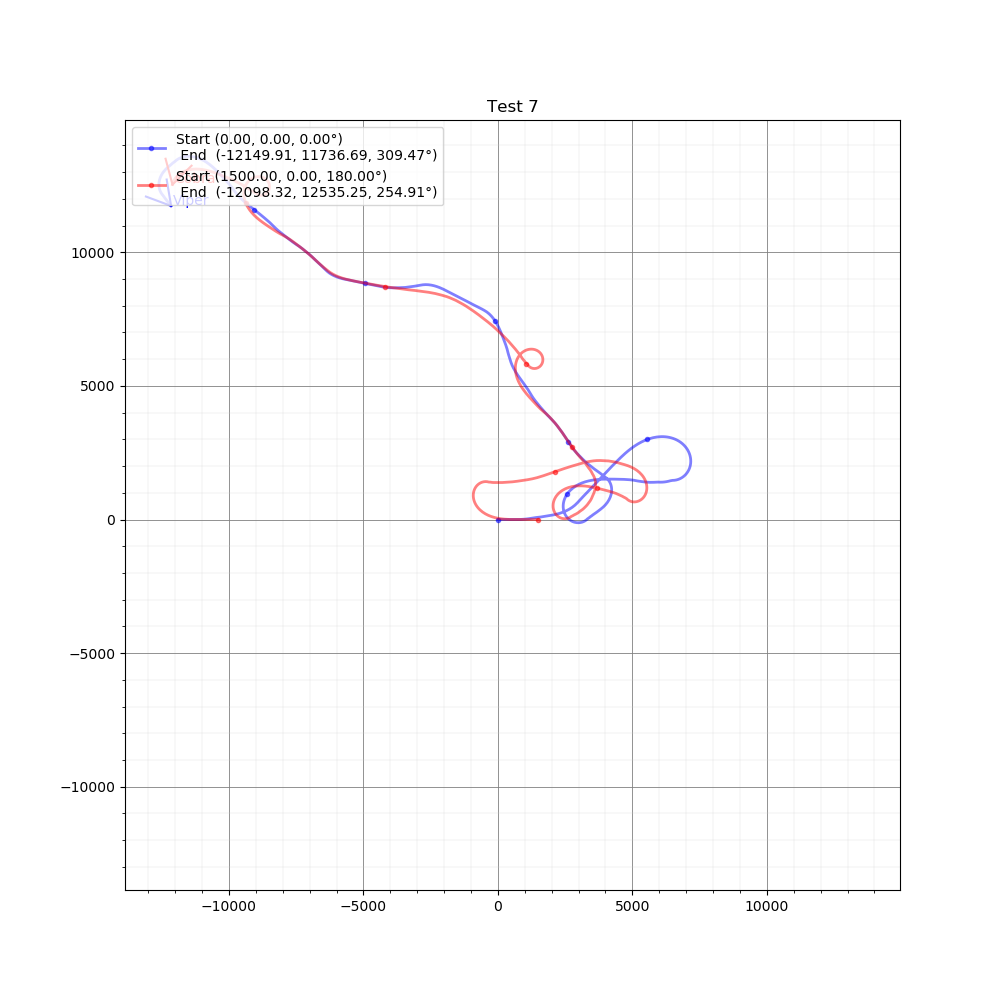 Test 7
Start (0.00, 0.00, 0.00°)
End (-12149.91, 11736.69, 309.47°)
Start (1500.00, 0.00, 180.00°)
End (-12098.32, 12535.25, 254.91°)
Viper
10000
5000
0
−5000
−10000
−10000 −5000 0 5000 10000